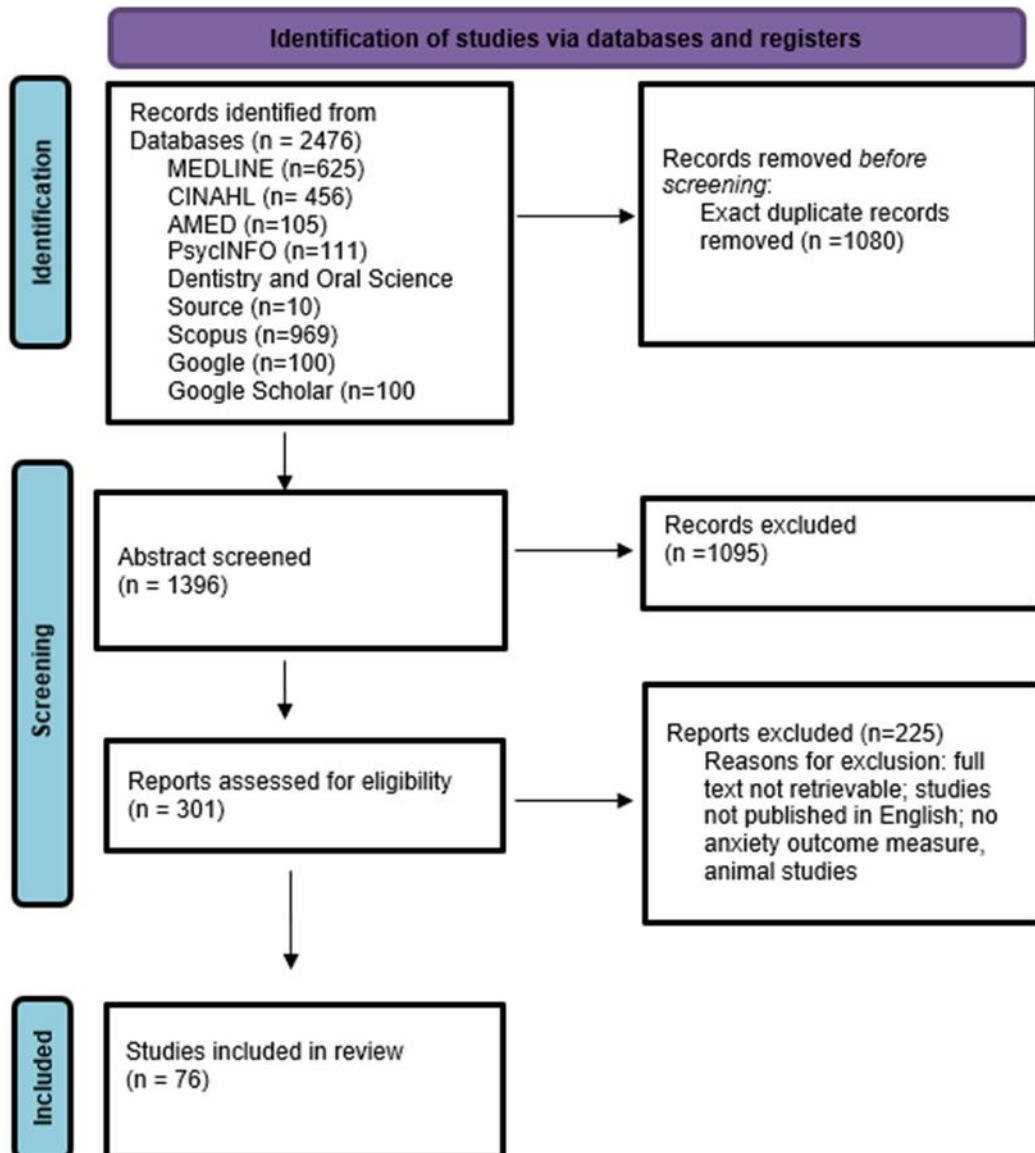 Identification of studies via databases and registers
Identification
Records identified from
Databases (n = 2476)
MEDLINE (n=625)
CINAHL (n= 456)
AMED (n=105)
PsycINFO (n=111)
Dentistry and Oral Science
Source (n=10)
Scopus (n=969)
Google (n=100)
Google Scholar (n=100
Records removed before
screening:
Exact duplicate records
removed (n =1080)
Screening
Abstract screened
(n = 1396)
Records excluded
(n =1095)
Reports assessed for eligibility
(n = 301)
Reports excluded (n=225)
Reasons for exclusion: full
text not retrievable; studies
not published in English; no
anxiety outcome measure,
animal studies
Included
Studies included in review
(n = 76)